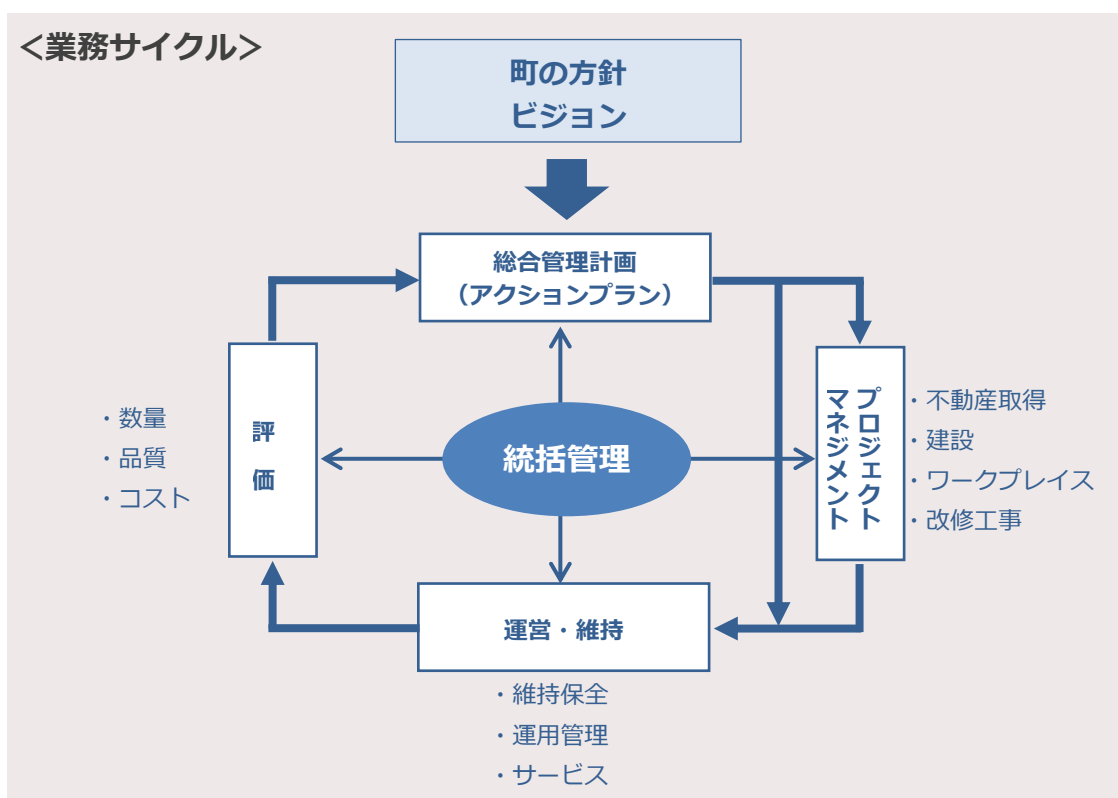 ＜業務サイクル＞
町の方針
ビジョン
総合管理計画
（アクションプラン）
評価
・数量
・品質
・コスト
統括管理
プロジェクト
マネジメント
・不動産取得
・建設
・ワークプレイス
・改修工事
運営・維持
・維持保全
・運用管理
・サービス